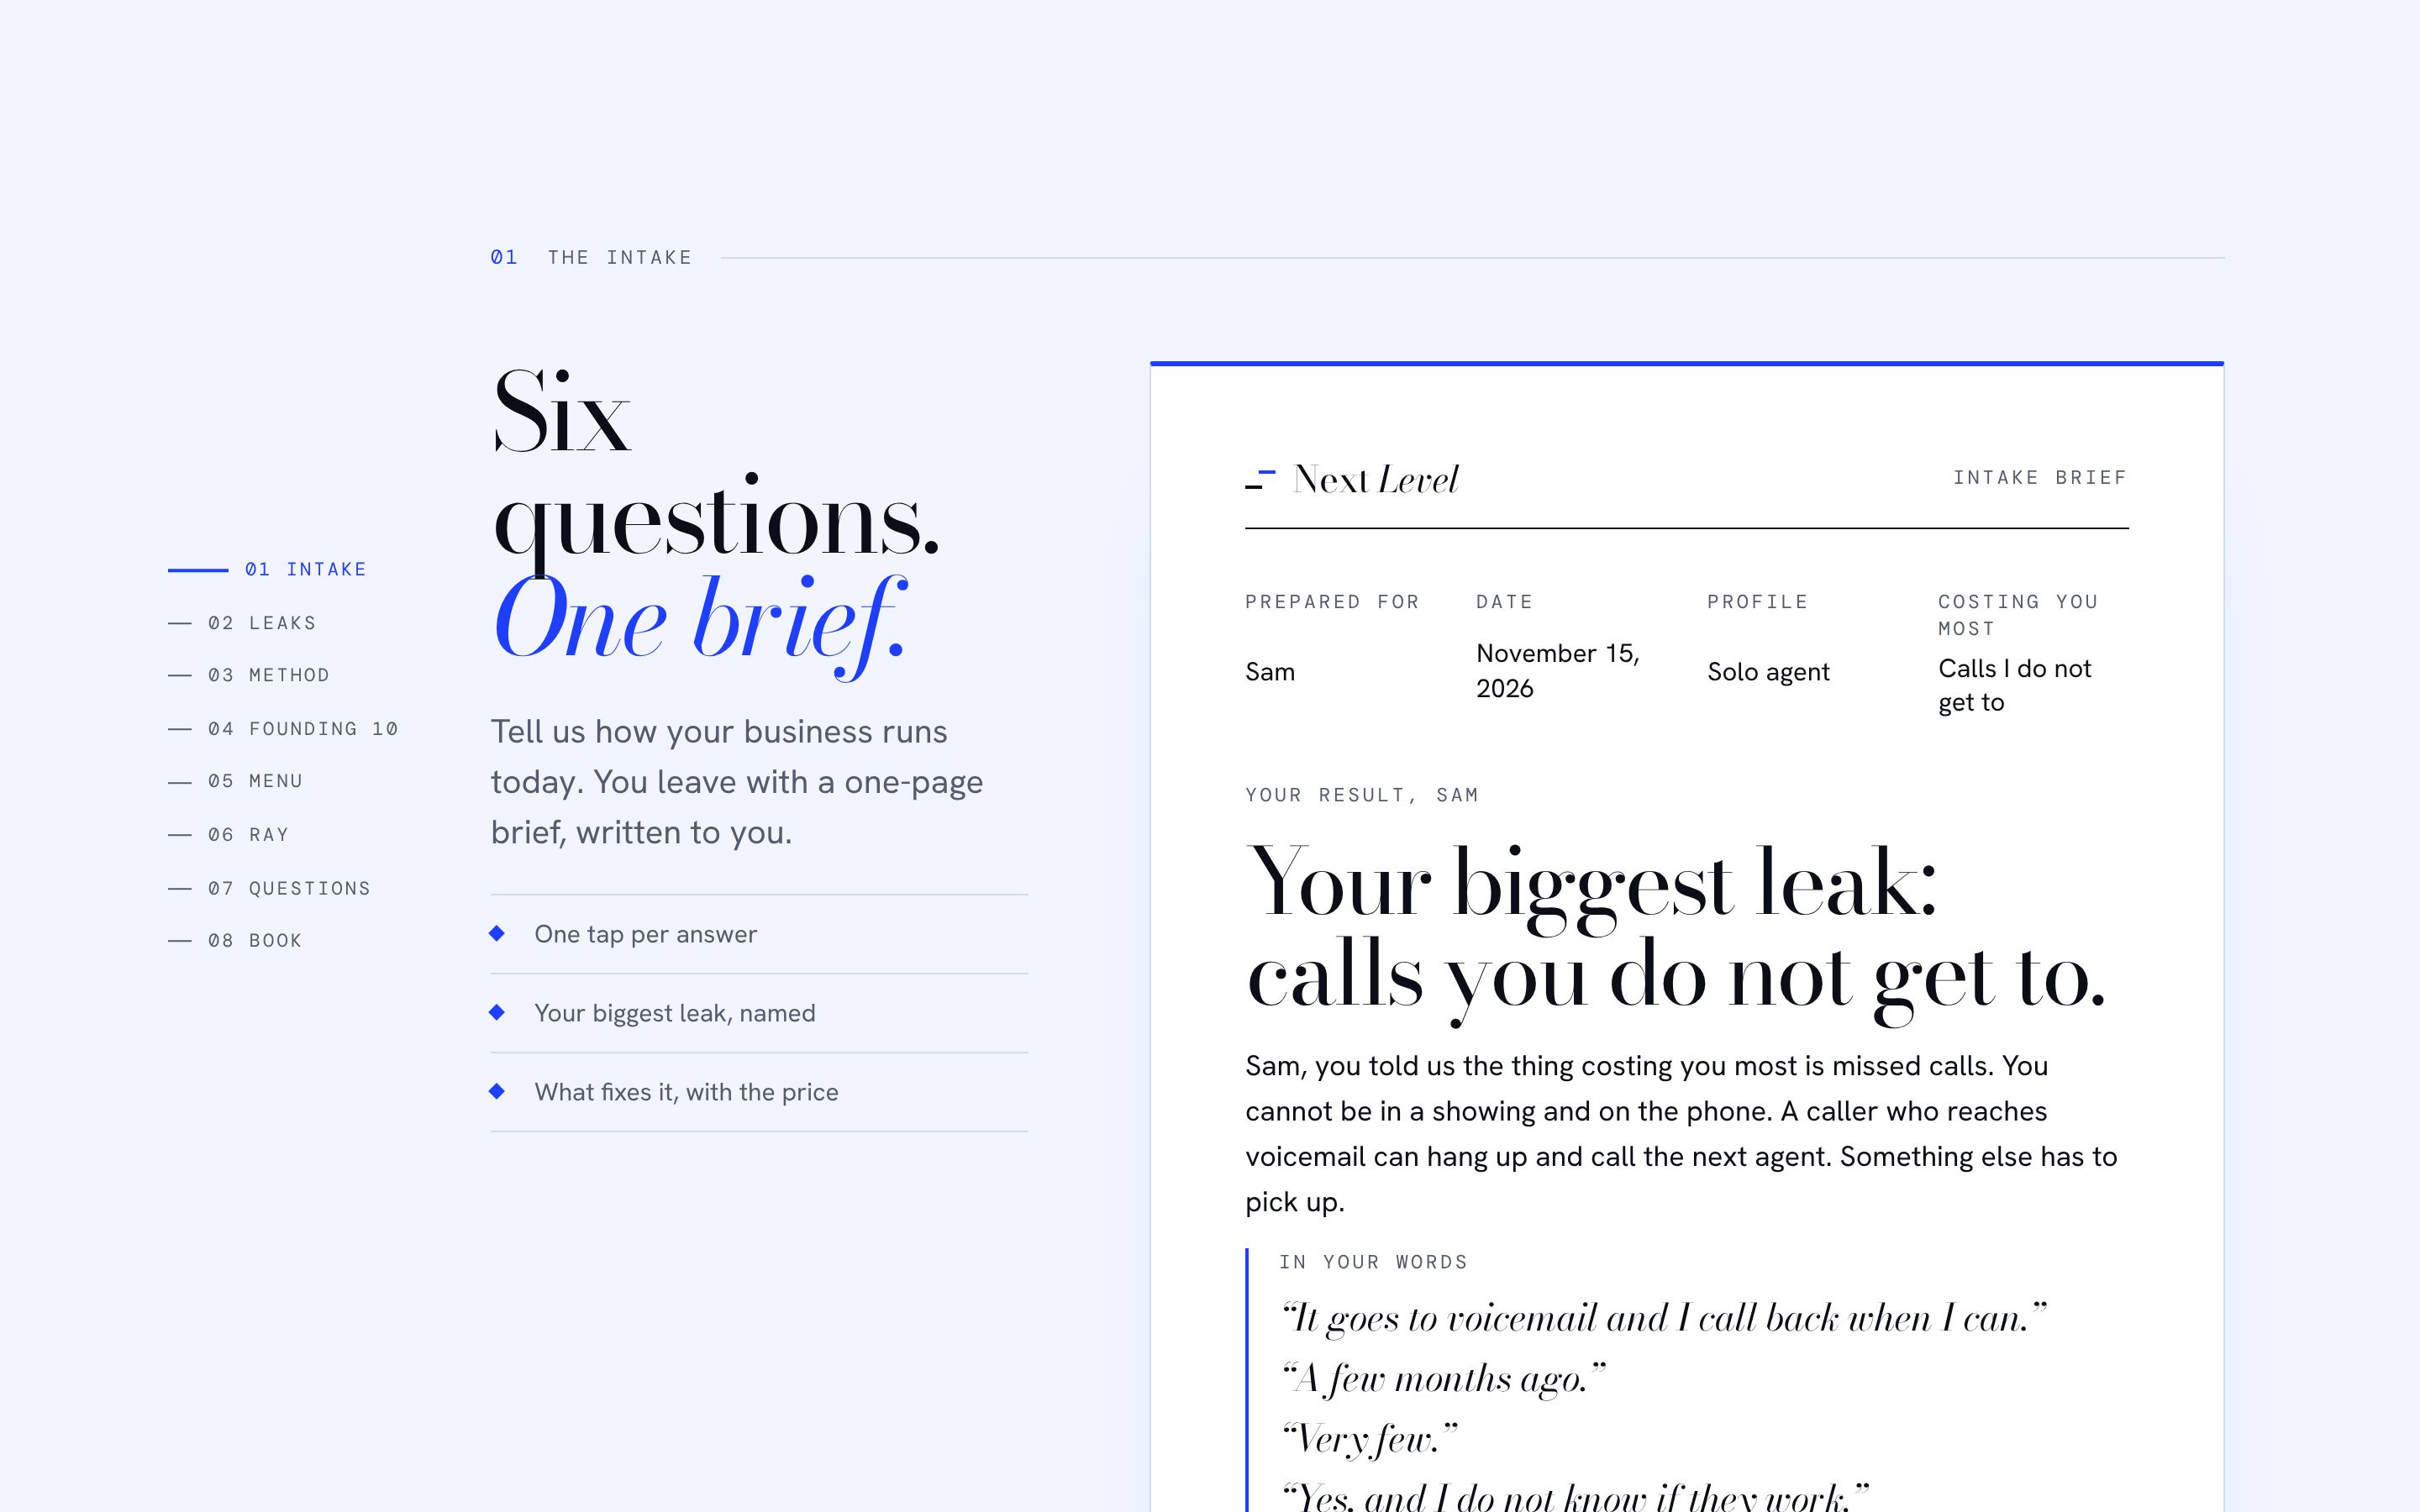 01 THE INTAKE
01 INTAKE
02 LEAKS
03 METHOD
04 FOUNDING 10
05 MENU
06 RAY
07 QUESTIONS
08 BOOK
Six
questions.
One brief.
Tell us how your business runs
today. You leave with a one-page
brief, written to you.
One tap per answer
Your biggest leak, named
What fixes it, with the price
Next Level
INTAKE BRIEF
PREPARED FOR
Sam
DATE
November 15,
2026
PROFILE
Solo agent
COSTING YOU
MOST
Calls I do not
get to
YOUR RESULT, SAM
Your biggest leak:
calls you do not get to.
Sam, you told us the thing costing you most is missed calls. You
cannot be in a showing and on the phone. A caller who reaches
voicemail can hang up and call the next agent. Something else has to
pick up.
IN YOUR WORDS
“It goes to voicemail and I call back when I can.”
“A few months ago.”
“Very few.”
“Yes, and I do not know if they work.”